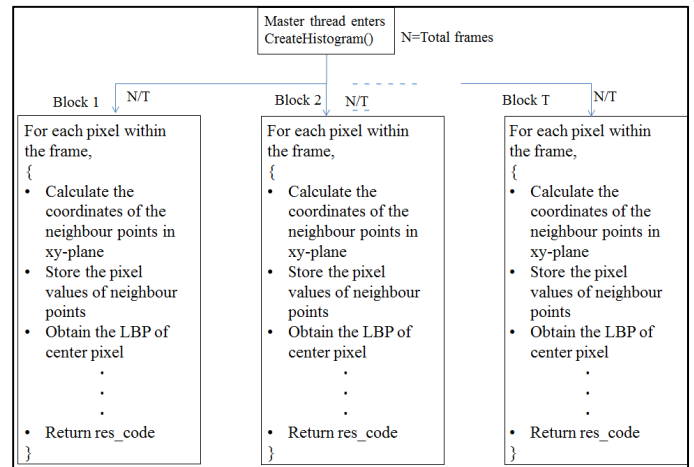 Master thread enters
CreateHistogram()
N=Total frames
Block 1
N/T
Block 2
N/T
Block T
N/T
For each pixel within
the frame,
{
• Calculate the
coordinates of the
neighbour points in
xy-plane
• Store the pixel
values of neighbour
points
• Obtain the LBP of
center pixel
.
.
.
• Return res_code
}
For each pixel within
the frame,
{
• Calculate the
coordinates of the
neighbour points in
xy-plane
• Store the pixel
values of neighbour
points
• Obtain the LBP of
center pixel
.
.
.
• Return res_code
}
For each pixel within
the frame,
{
• Calculate the
coordinates of the
neighbour points in
xy-plane
• Store the pixel
values of neighbour
points
• Obtain the LBP of
center pixel
.
.
.
• Return res_code
}